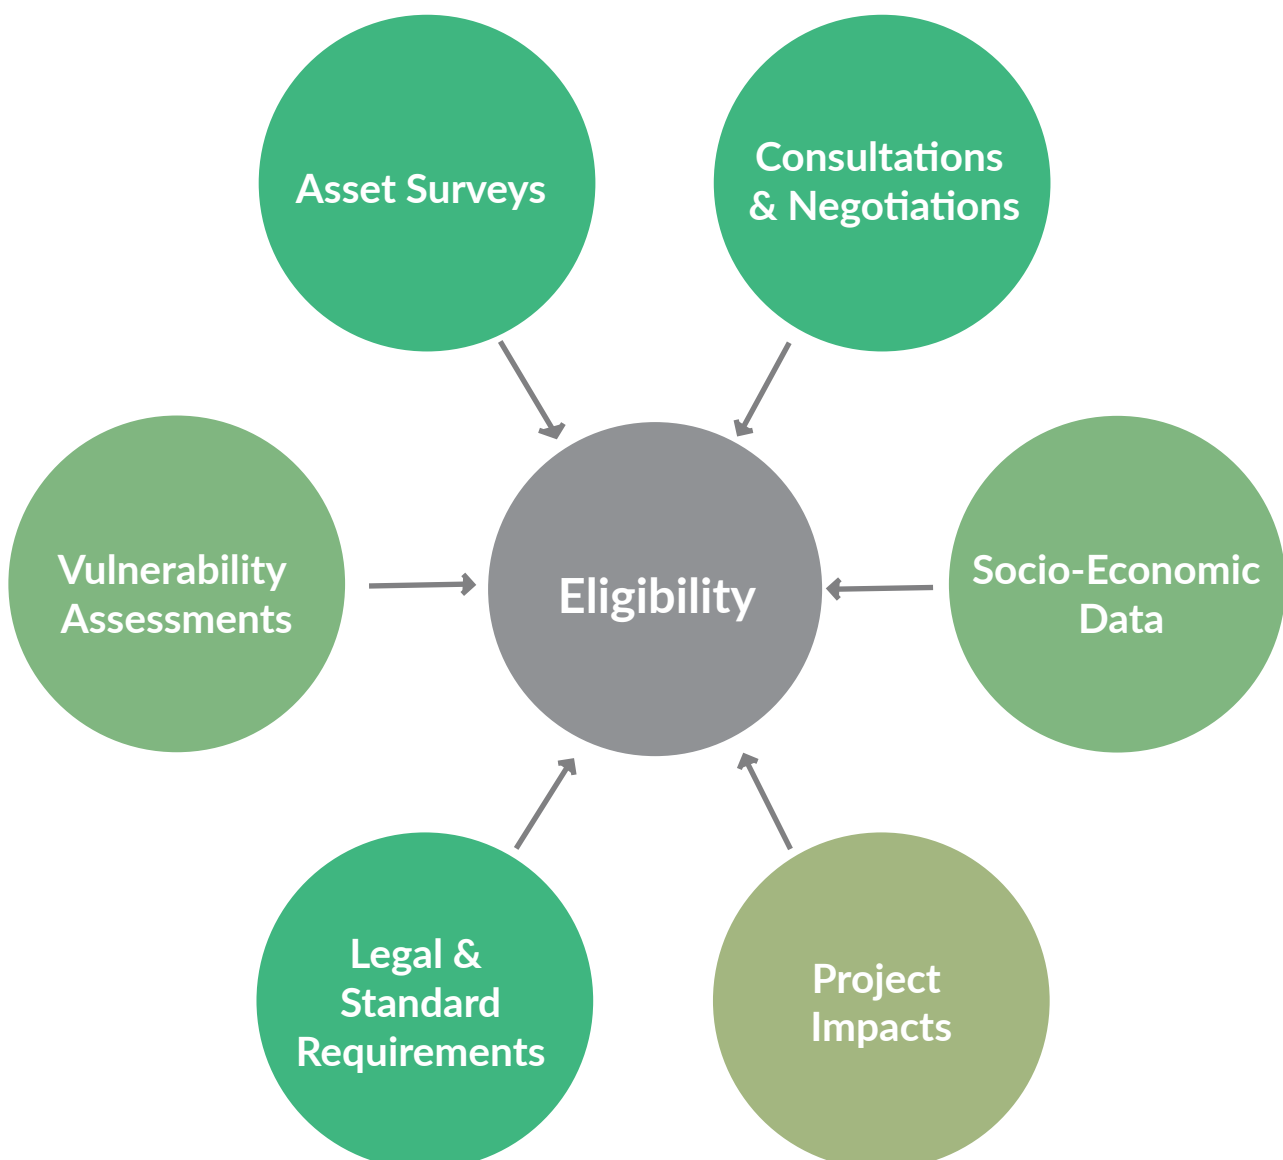 Asset Surveys
Consultations
& Negotiations
Vulnerability
Assessments
Eligibility
Socio-Economic
Data
Legal &
Standard
Requirements
Project
Impacts